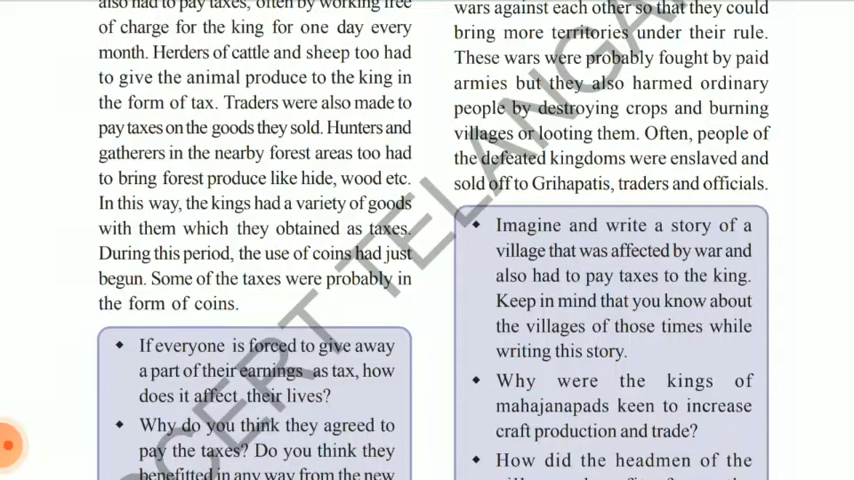 also had to pay taxes, often by working free
of charge for the king for one day every
month. Herders of cattle and sheep too had
to give the animal produce to the king in
the form of tax. Traders were also made to
pay taxes on the goods they sold. Hunters and
gatherers in the nearby forest areas too had
to bring forest produce like hide, wood etc.
In this way, the kings had a variety of goods
with them which they obtained as taxes.
During this period, the use of coins had just
begun. Some of the taxes were probably in
the form of coins.
If everyone is forced to give away
a part of their earnings as tax, how
does it affect their lives?
Why do you think they agreed to
pay the taxes? Do you think they
benefitted in any way from the new
wars against each other so that they could
bring more territories under their rule.
These wars were probably fought by paid
armies but they also harmed ordinary
people by destroying crops and burning
villages or looting them. Often, people of
the defeated kingdoms were enslaved and
sold off to Grihapatis, traders and officials.
Imagine and write a story of a
village that was affected by war and
also had to pay taxes to the king.
Keep in mind that you know about
the villages of those times while
writing this story.
Why were the kings of
mahajanapads keen to increase
craft production and trade?
How did the headmen of the
CERT TELANGA